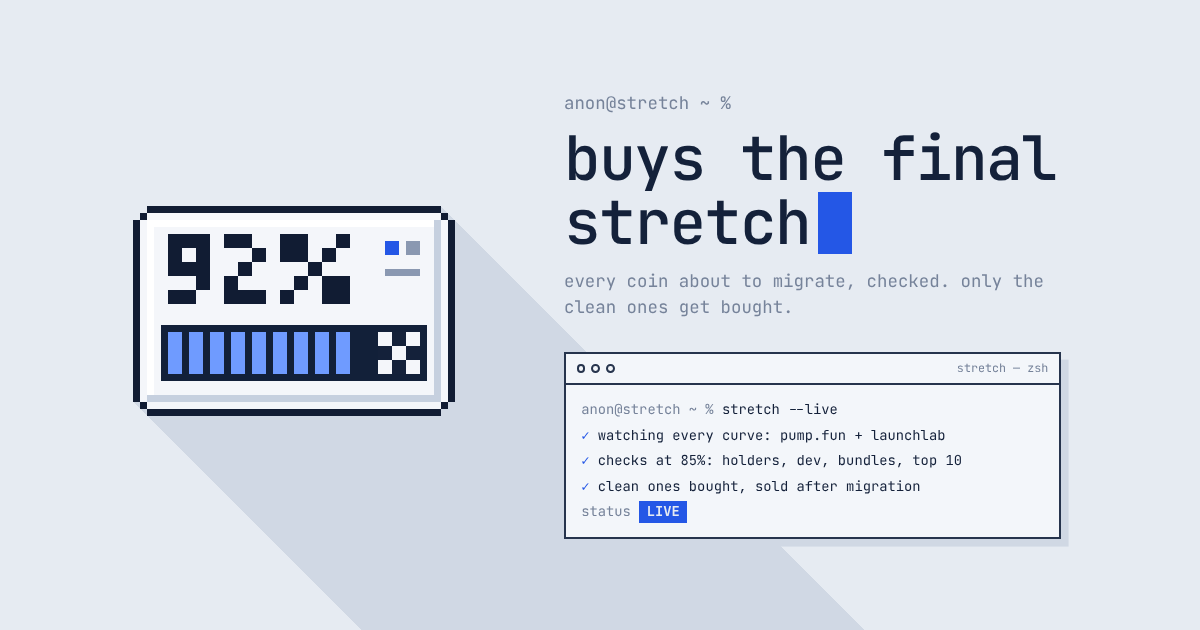 92%
anon@stretch ~ %
buys the final
stretch
every coin about to migrate, checked. only the
clean ones get bought.
stretch — zsh
anon@stretch ~ % stretch --live
✓ watching every curve: pump.fun + launchlab
✓ checks at 85%: holders, dev, bundles, top 10
✓ clean ones bought, sold after migration
status LIVE